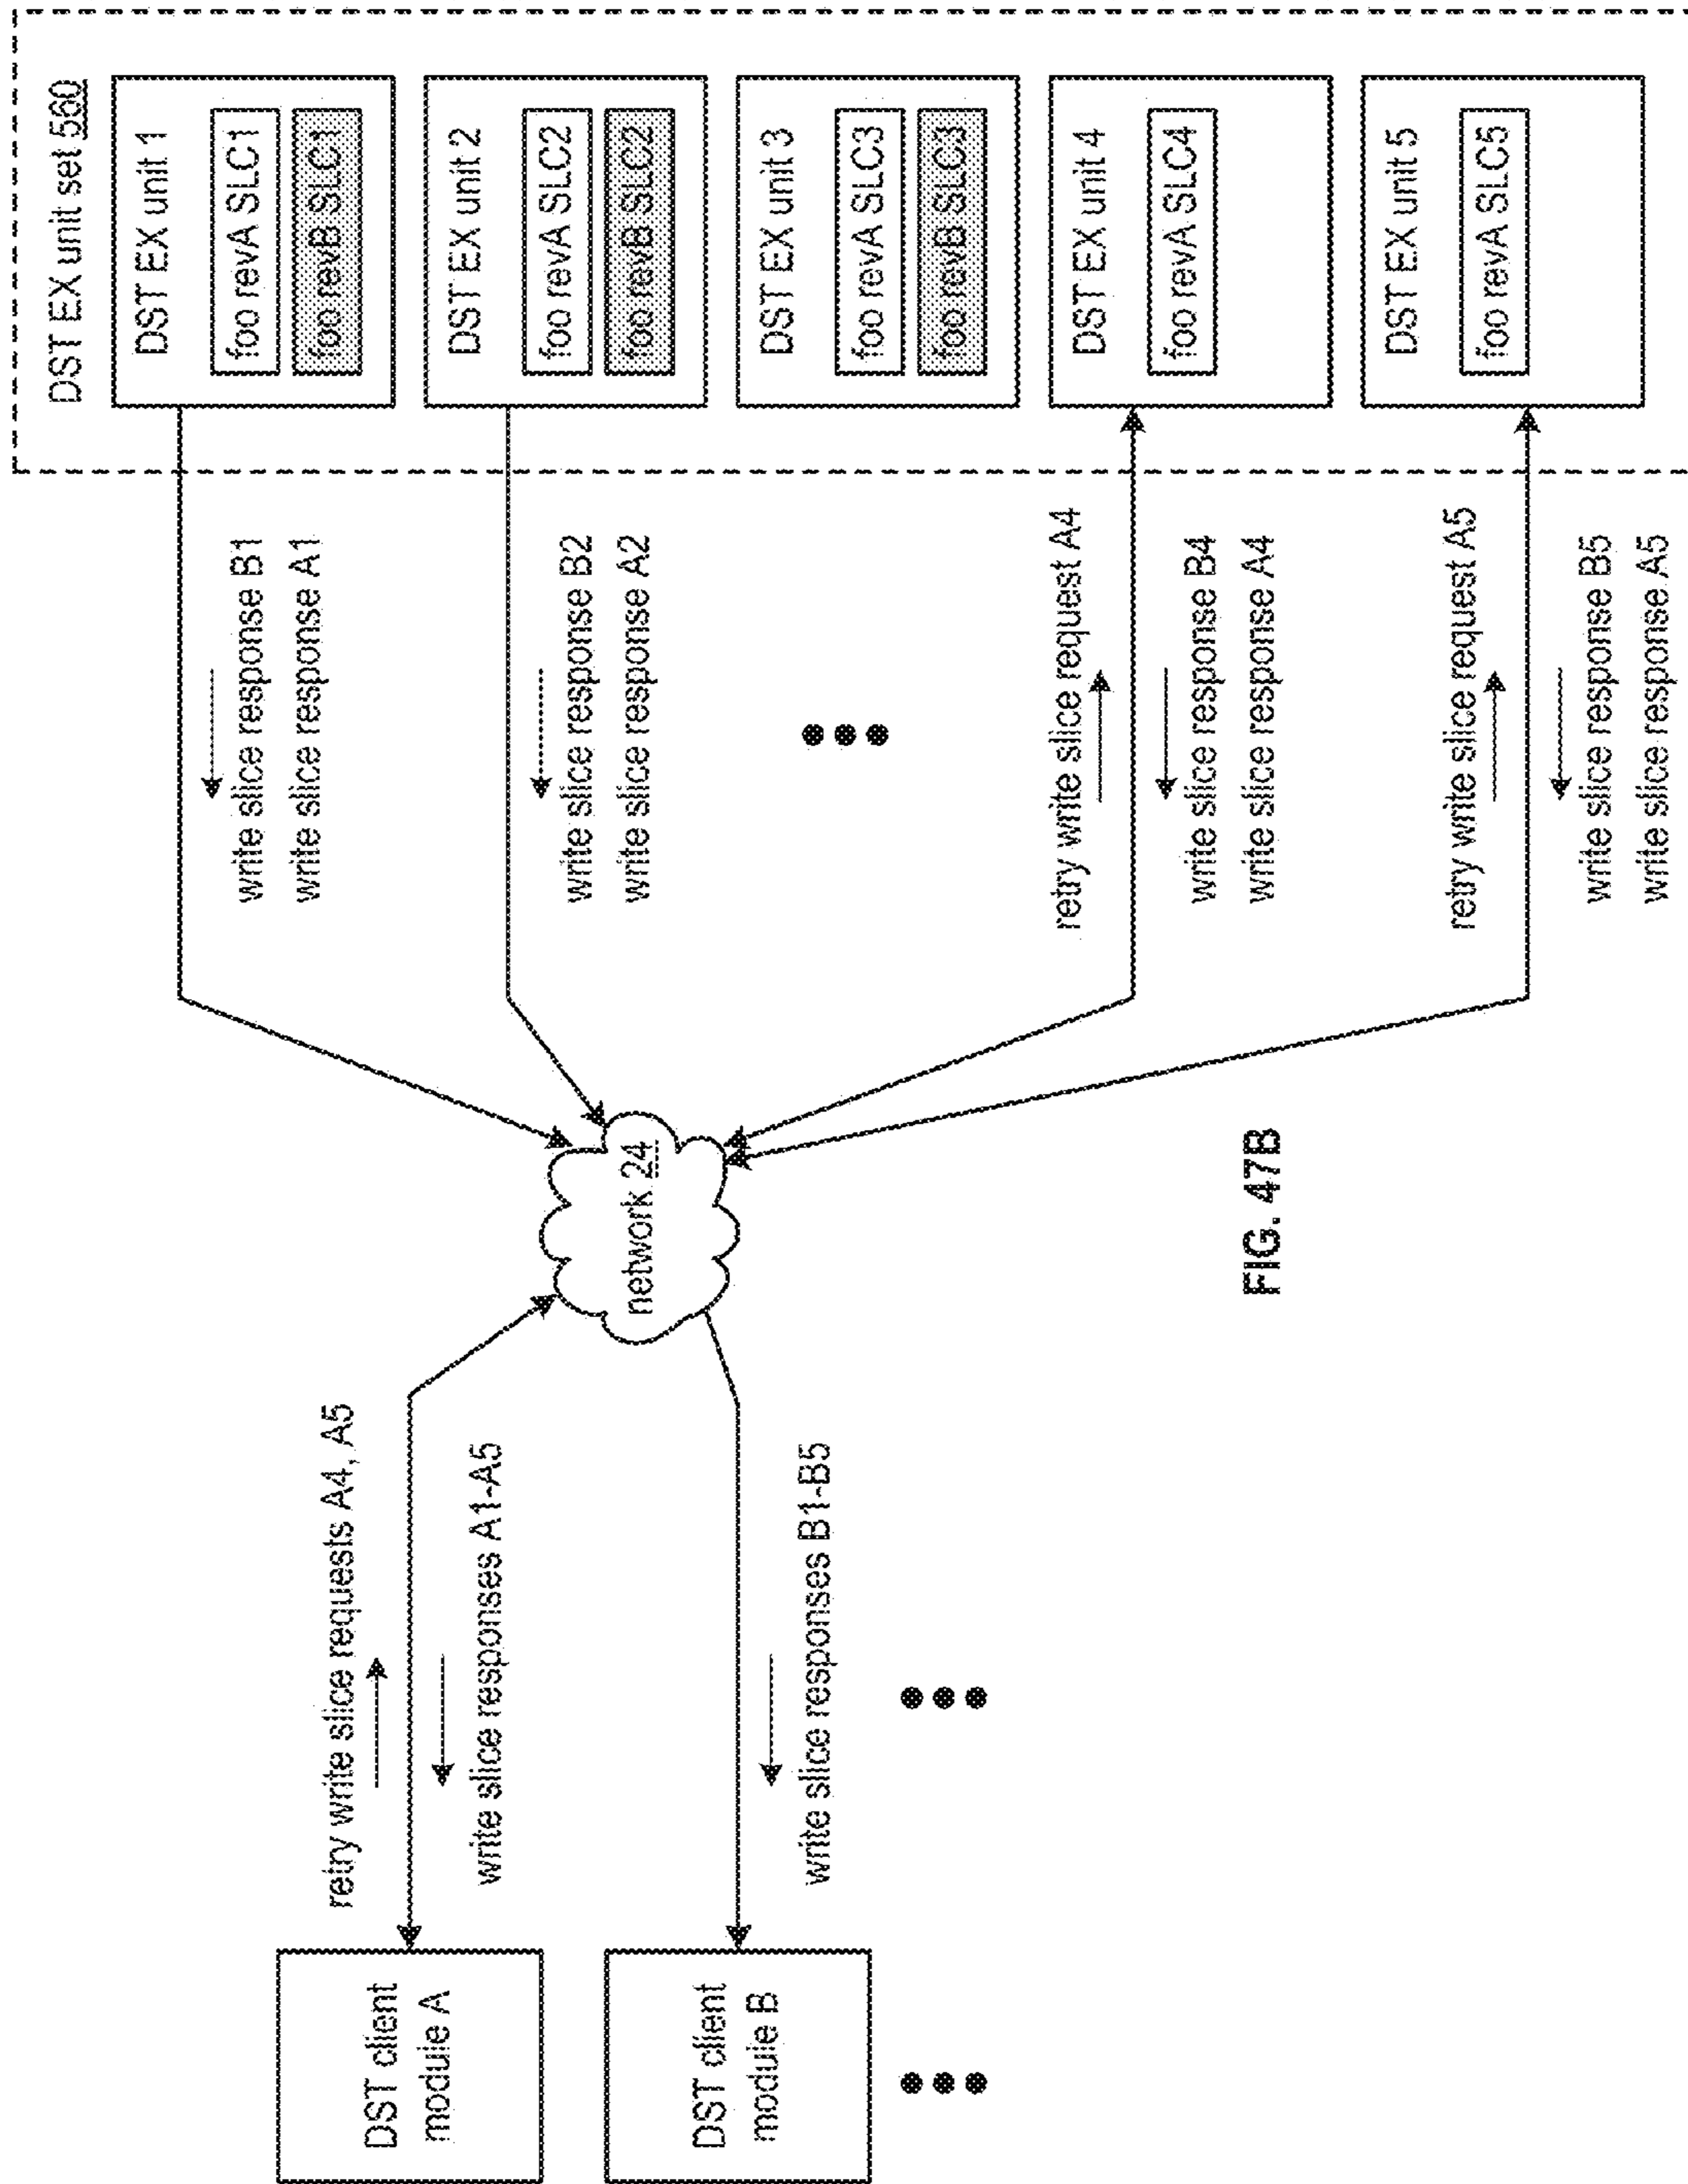 DST EX unit set 560
DST EX unit 1
foo revA SLC1
foo revB SLC1
DST EX unit 2
foo revA SLC2
foo revB SLC2
DST EX unit 3
foo revA SLC3
foo revB SLC3
DST EX unit 4
foo revA SLC4
DST EX unit 5
foo revA SLC5
write slice response B1
write slice response A1
write slice response B2
write slice response A2
retry write slice request A4
write slice response B4
write slice response A4
retry write slice request A5
write slice response B5
write slice response A5
network 24
retry write slice requests A4, A5
write slice responses A1-A5
write slice responses B1-B5
DST client
module A
DST client
module B
FIG. 47B